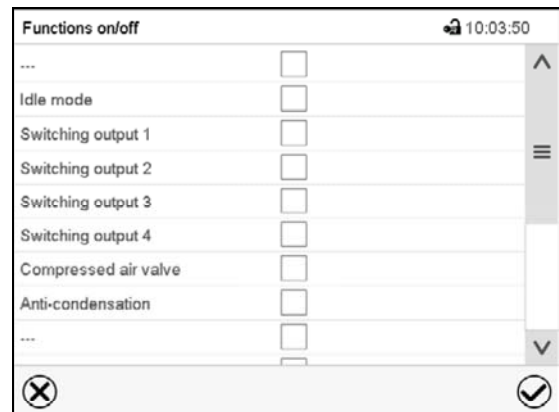 Functions on/off 10:03:50
---
Idle mode
Switching output 1
Switching output 2
Switching output 3
Switching output 4
Compressed air valve
Anti-condensation
---